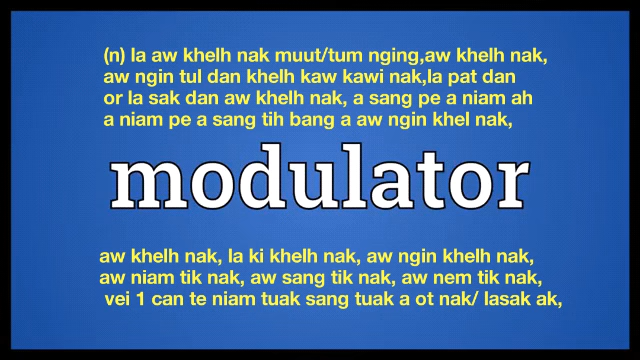 (n) la aw khelh nak muut/tum nging,aw khelh nak,
aw ngin tul dan khelh kaw kawi nak,la pat dan
or la sak dan aw khelh nak, a sang pe a niam ah
a niam pe a sang tih bang a aw ngin khel nak,
modulator
aw khelh nak, la ki khelh nak, aw ngin khelh nak,
aw niam tik nak, aw sang tik nak, aw nem tik nak,
vei 1 can te niam tuak sang tuak a ot nak/ lasak ak,